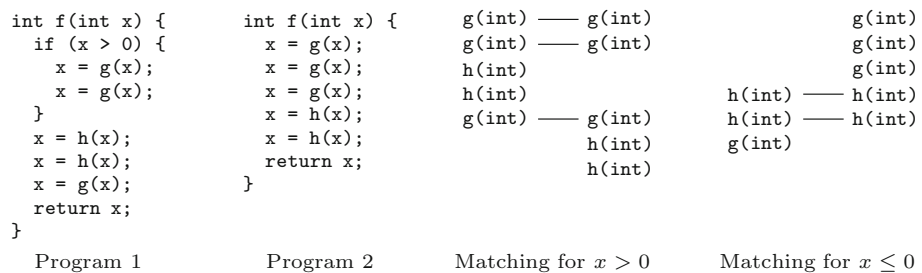 int f(int x) {
  if (x > 0) {
    x = g(x);
    x = g(x);
  }
  x = h(x);
  x = h(x);
  x = g(x);
  return x;
}
Program 1
int f(int x) {
  x = g(x);
  x = g(x);
  x = g(x);
  x = h(x);
  x = h(x);
  return x;
}
Program 2
g(int) g(int)
g(int) g(int)
h(int)
h(int)
g(int) g(int)
h(int)
h(int)
Matching for x > 0
g(int)
g(int)
g(int)
h(int) h(int)
h(int) h(int)
g(int)
Matching for x ≤ 0